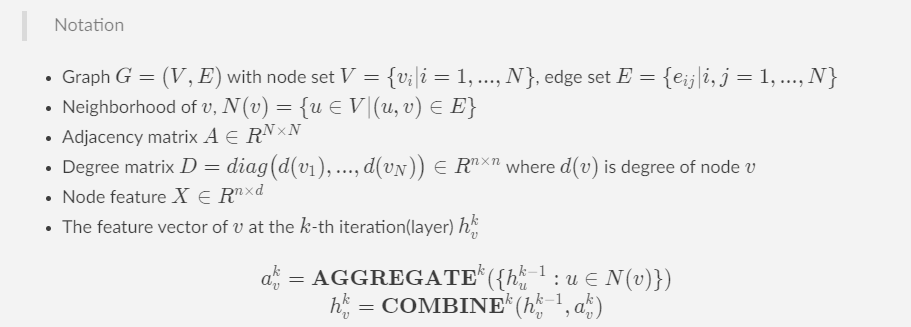 Notation
• Graph G = (V, E) with node set V = {v_i|i = 1, ..., N}, edge set E = {e_{ij}|i, j = 1, ..., N}
• Neighborhood of v, N(v) = {u ∈ V|(u, v) ∈ E}
• Adjacency matrix A ∈ R^{N×N}
• Degree matrix D = diag(d(v_1), ..., d(v_N)) ∈ R^{n×n} where d(v) is degree of node v
• Node feature X ∈ R^{n×d}
• The feature vector of v at the k-th iteration(layer) h_v^k
a_v^k = AGGREGATE^k({h_u^{k-1} : u ∈ N(v)})
h_v^k = COMBINE^k(h_v^{k-1}, a_v^k)